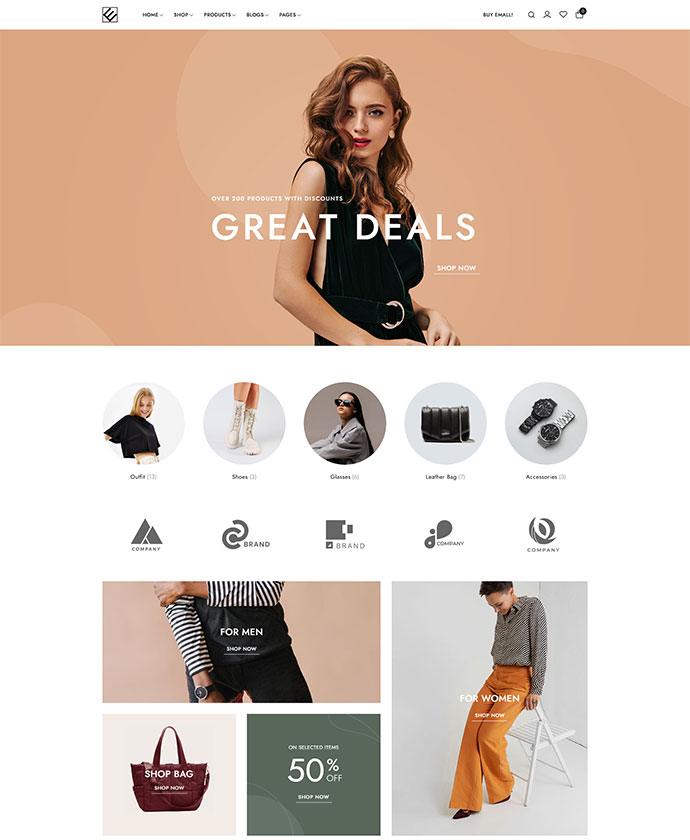 HOME SHOP PRODUCTS BLOGS PAGES BUY EMALL! 0
OVER 200 PRODUCTS WITH DISCOUNTS
GREAT DEALS
SHOP NOW
Outfit (13) Shoes (3) Glasses (6) Leather Bag (7) Accessories (3)
COMPANY BRAND BRAND COMPANY COMPANY
FOR MEN
SHOP NOW
FOR WOMEN
SHOP NOW
SHOP BAG
SHOP NOW
ON SELECTED ITEMS
50% OFF
SHOP NOW